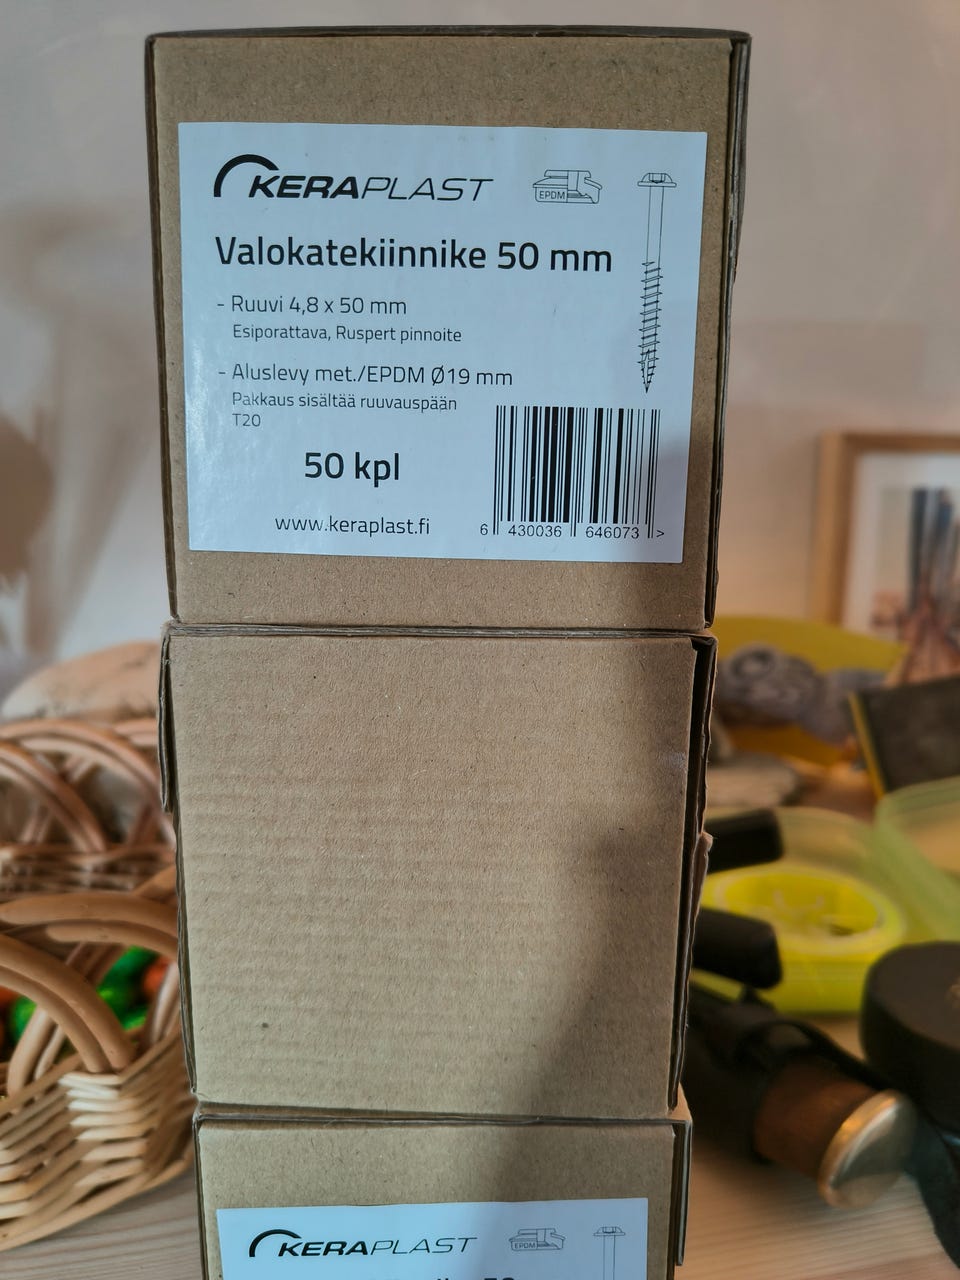 KERAPLAST
EPDM
Valokatekiinnike 50 mm
- Ruuvi 4,8 x 50 mm
Esiporattava, Ruspert pinnoite
- Aluslevy met./EPDM Ø19 mm
Pakkaus sisältää ruuvauspään
T20
50 kpl
www.keraplast.fi
6 430036 646073 >
KERAPLAST
EPDM